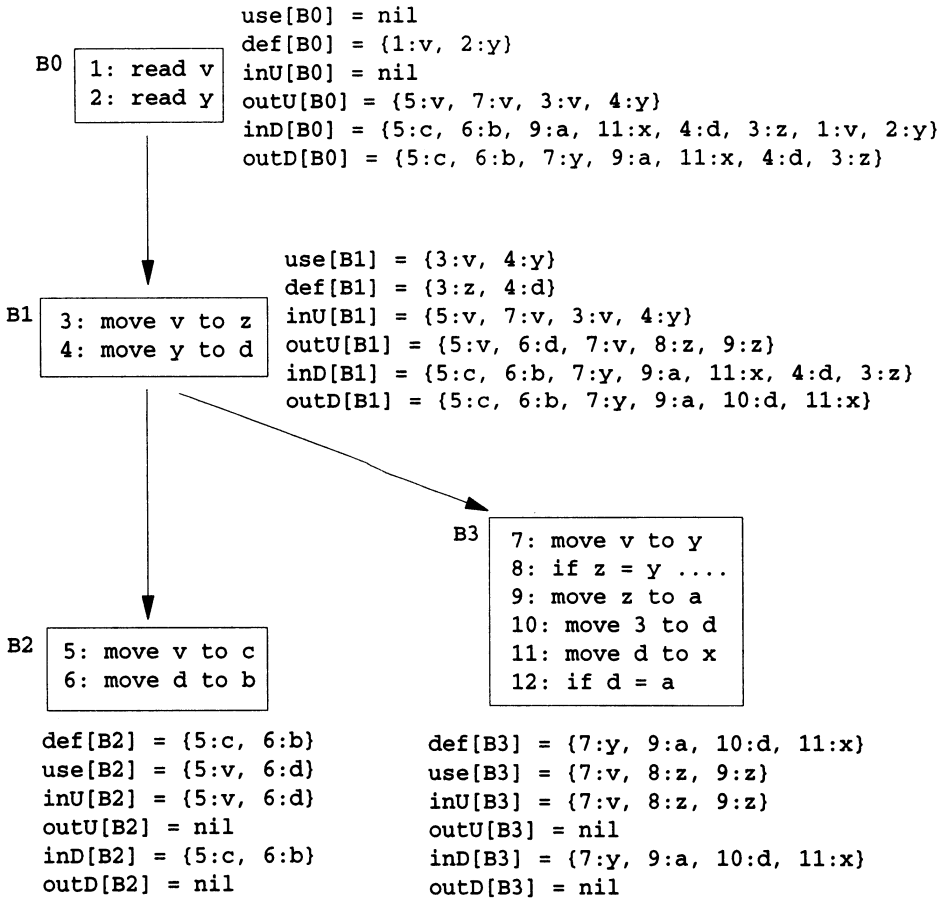 use[B0] = nil
def[B0] = {1:v, 2:y}
inU[B0] = nil
outU[B0] = {5:v, 7:v, 3:v, 4:y}
inD[B0] = {5:c, 6:b, 9:a, 11:x, 4:d, 3:z, 1:v, 2:y}
outD[B0] = {5:c, 6:b, 7:y, 9:a, 11:x, 4:d, 3:z}
B0
1: read v
2: read y
use[B1] = {3:v, 4:y}
def[B1] = {3:z, 4:d}
inU[B1] = {5:v, 7:v, 3:v, 4:y}
outU[B1] = {5:v, 6:d, 7:v, 8:z, 9:z}
inD[B1] = {5:c, 6:b, 7:y, 9:a, 11:x, 4:d, 3:z}
outD[B1] = {5:c, 6:b, 7:y, 9:a, 10:d, 11:x}
B1
3: move v to z
4: move y to d
B3
7: move v to y
8: if z = y ....
9: move z to a
10: move 3 to d
11: move d to x
12: if d = a
B2
5: move v to c
6: move d to b
def[B2] = {5:c, 6:b}
use[B2] = {5:v, 6:d}
inU[B2] = {5:v, 6:d}
outU[B2] = nil
inD[B2] = {5:c, 6:b}
outD[B2] = nil
def[B3] = {7:y, 9:a, 10:d, 11:x}
use[B3] = {7:v, 8:z, 9:z}
inU[B3] = {7:v, 8:z, 9:z}
outU[B3] = nil
inD[B3] = {7:y, 9:a, 10:d, 11:x}
outD[B3] = nil